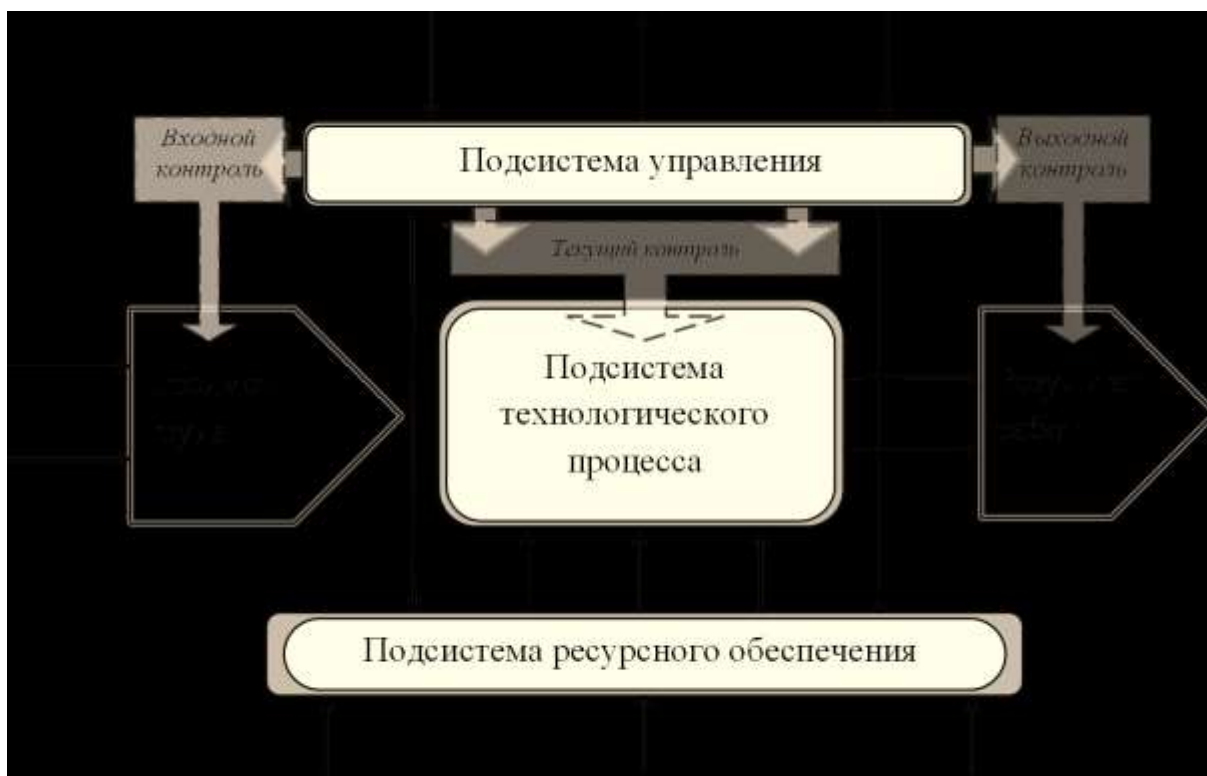 Входной
контроль
Подсистема управления
Выходной
контроль
Текущий контроль
Подсистема
технологического
процесса
Подсистема ресурсного обеспечения